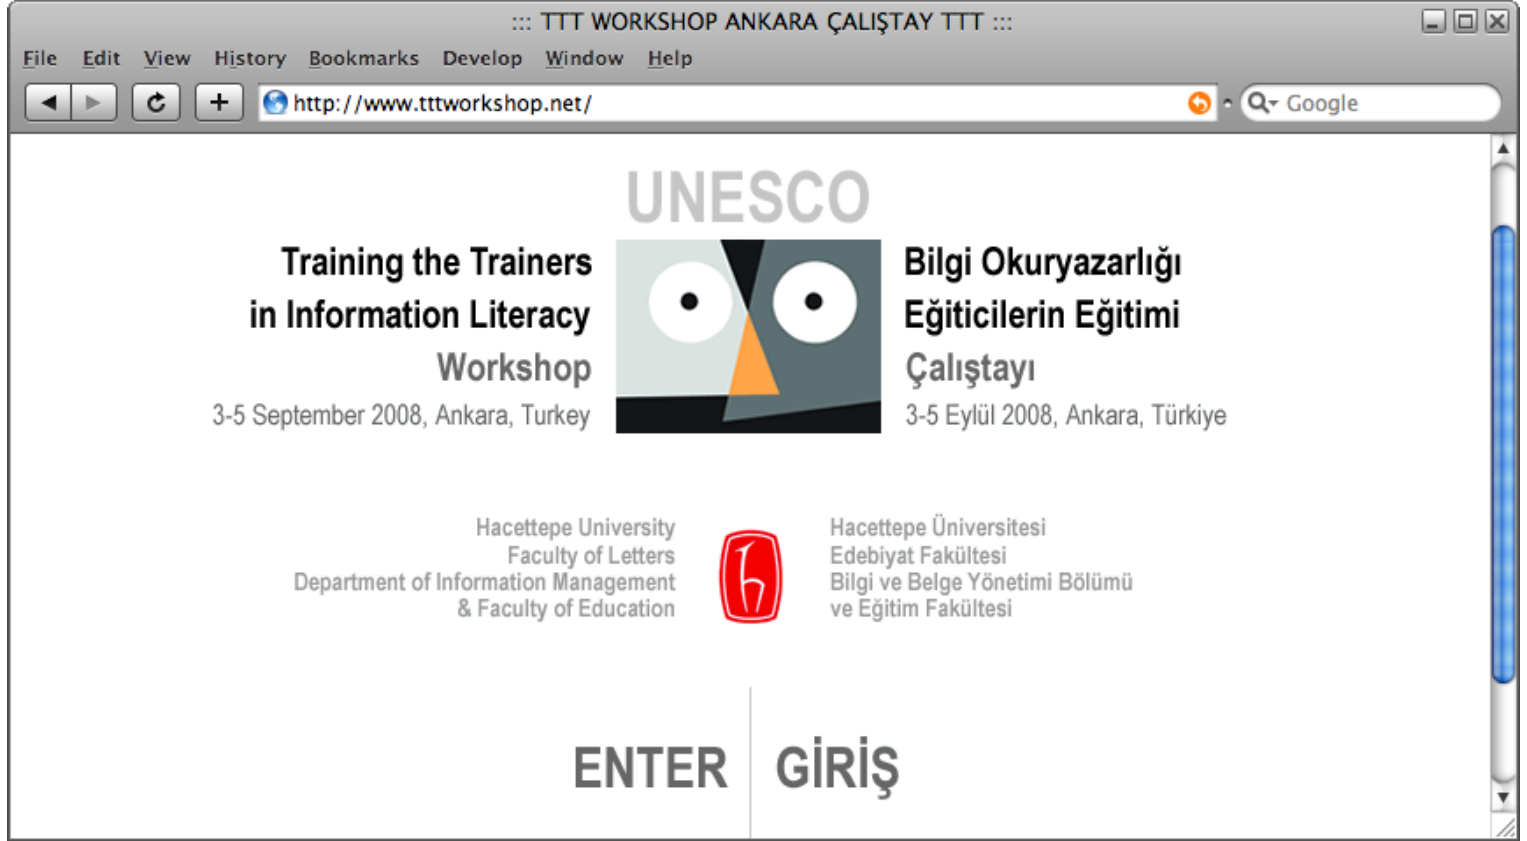 ::: TTT WORKSHOP ANKARA ÇALIŞTAY TTT :::
File Edit View History Bookmarks Develop Window Help
http://www.tttworkshop.net/
Google
UNESCO
Training the Trainers
in Information Literacy
Workshop
3-5 September 2008, Ankara, Turkey
Bilgi Okuryazarlığı
Eğiticilerin Eğitimi
Çalıştayı
3-5 Eylül 2008, Ankara, Türkiye
Hacettepe University
Faculty of Letters
Department of Information Management
& Faculty of Education
Hacettepe Üniversitesi
Edebiyat Fakültesi
Bilgi ve Belge Yönetimi Bölümü
ve Eğitim Fakültesi
ENTER
GİRİŞ